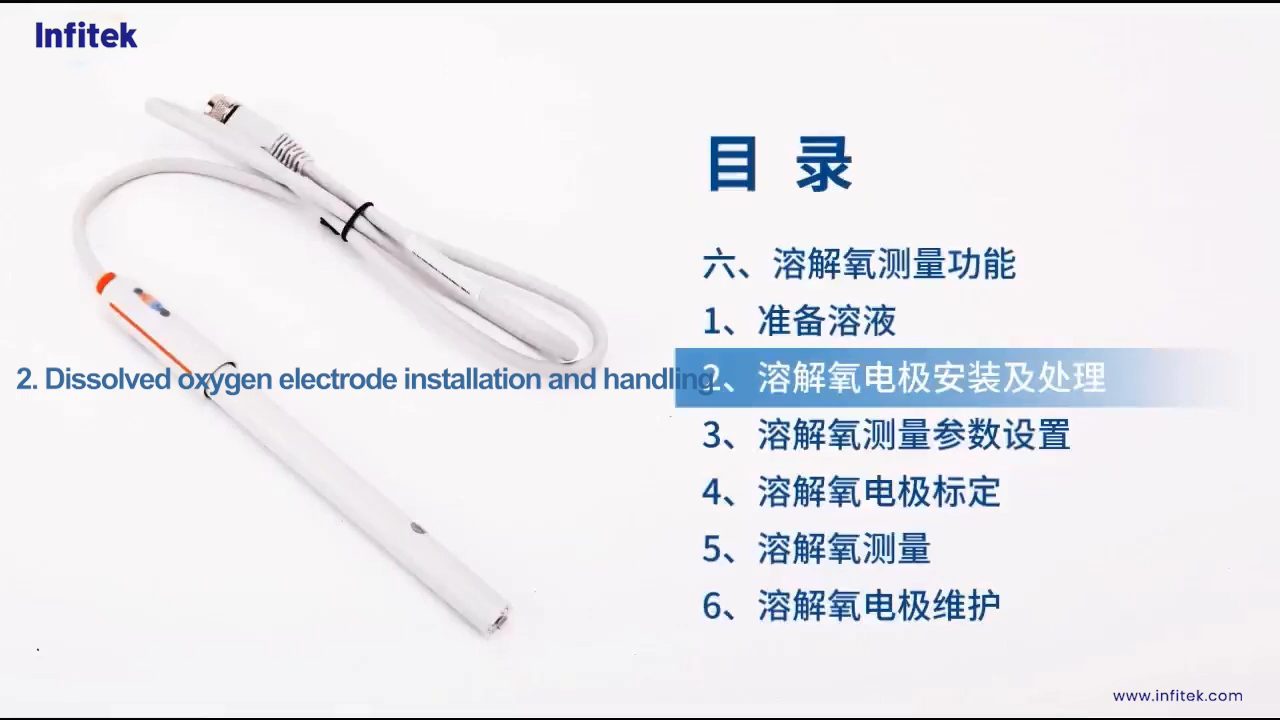 Infitek
目 录
六、溶解氧测量功能
1、准备溶液
2. Dissolved oxygen electrode installation and handling
2、溶解氧电极安装及处理
3、溶解氧测量参数设置
4、溶解氧电极标定
5、溶解氧测量
6、溶解氧电极维护
www.infitek.com